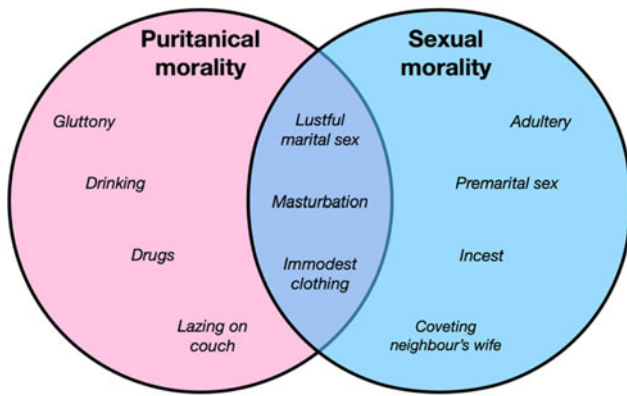 Puritanical
morality
Gluttony
Drinking
Drugs
Lazing on
couch
Lustful
marital sex
Masturbation
Immodest
clothing
Sexual
morality
Adultery
Premarital sex
Incest
Coveting
neighbour's wife